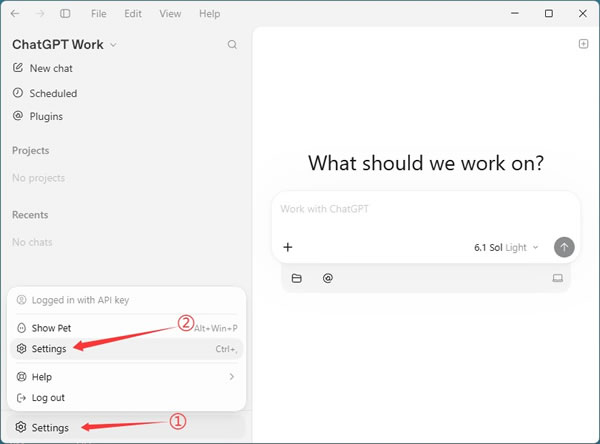 File Edit View Help
ChatGPT Work
New chat
Scheduled
Plugins
Projects
No projects
Recents
No chats
What should we work on?
Work with ChatGPT
6.1 Sol Light
@
Logged in with API key
Show Pet Alt+Win+P
②
Settings Ctrl+,
Help
Log out
Settings
①